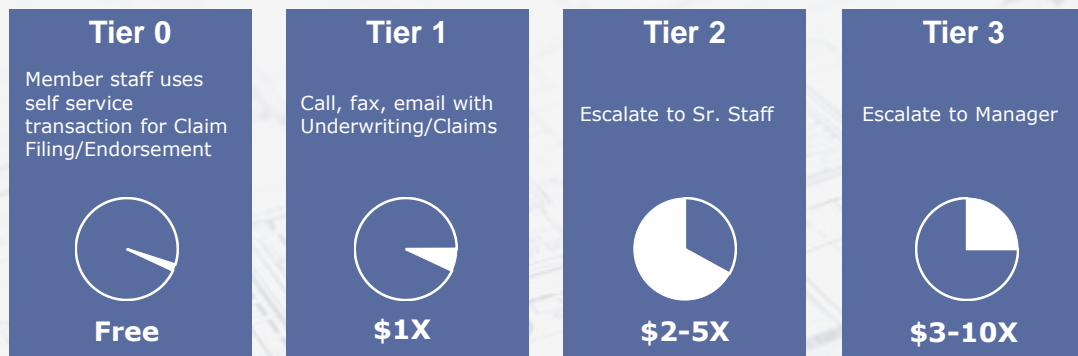 Tier 0
Member staff uses
self service
transaction for Claim
Filing/Endorsement
Free
Tier 1
Call, fax, email with
Underwriting/Claims
$1X
Tier 2
Escalate to Sr. Staff
$2-5X
Tier 3
Escalate to Manager
$3-10X